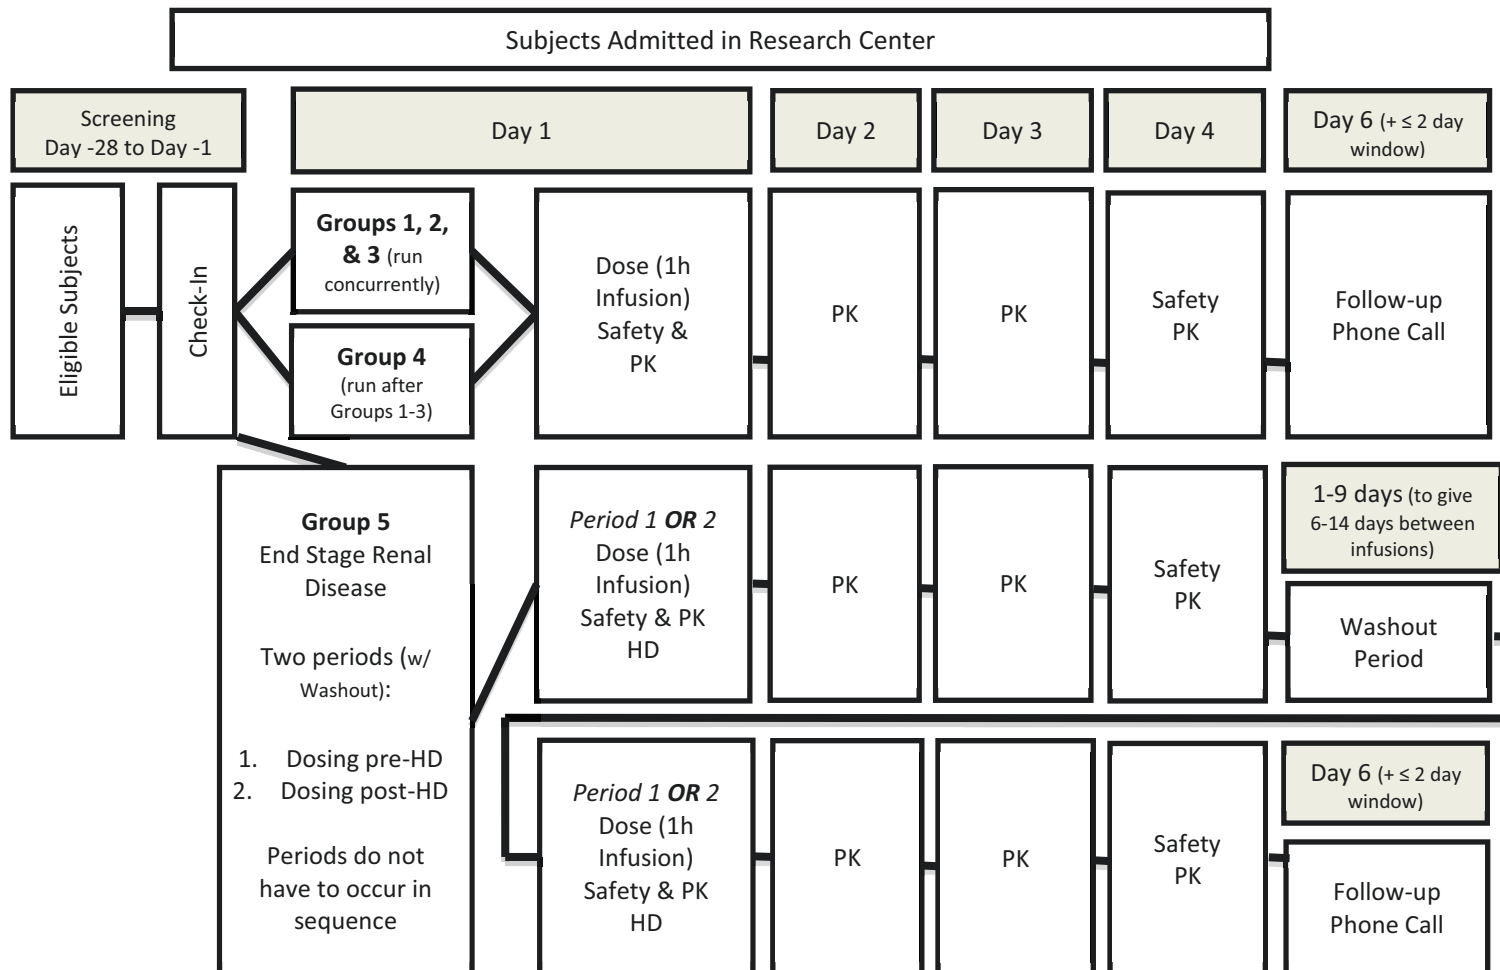 Subjects Admitted in Research Center
Screening
Day -28 to Day -1
Day 1
Day 2
Day 3
Day 4
Day 6 (+ ≤ 2 day
window)
Eligible Subjects
Check-In
Groups 1, 2,
& 3 (run
concurrently)
Group 4
(run after
Groups 1-3)
Dose (1h
Infusion)
Safety &
PK
PK
PK
Safety
PK
Follow-up
Phone Call
Group 5
End Stage Renal
Disease
Two periods (w/
Washout):
1. Dosing pre-HD
2. Dosing post-HD
Periods do not
have to occur in
sequence
Period 1 OR 2
Dose (1h
Infusion)
Safety & PK
HD
PK
PK
Safety
PK
1-9 days (to give
6-14 days between
infusions)
Washout
Period
Period 1 OR 2
Dose (1h
Infusion)
Safety & PK
HD
PK
PK
Safety
PK
Day 6 (+ ≤ 2 day
window)
Follow-up
Phone Call